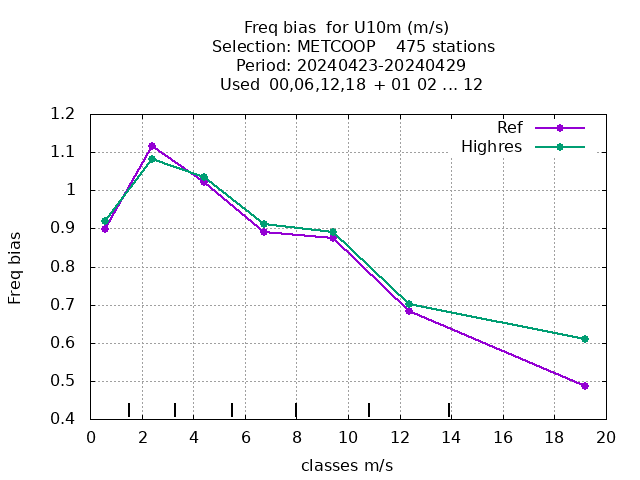 Freq bias  for U10m (m/s)
Selection: METCOOP    475 stations
Period: 20240423-20240429
Used  00,06,12,18  + 01 02 ... 12
Ref
Highres
Freq bias
1.2
1.1
1
0.9
0.8
0.7
0.6
0.5
0.4
0 2 4 6 8 10 12 14 16 18 20
classes m/s